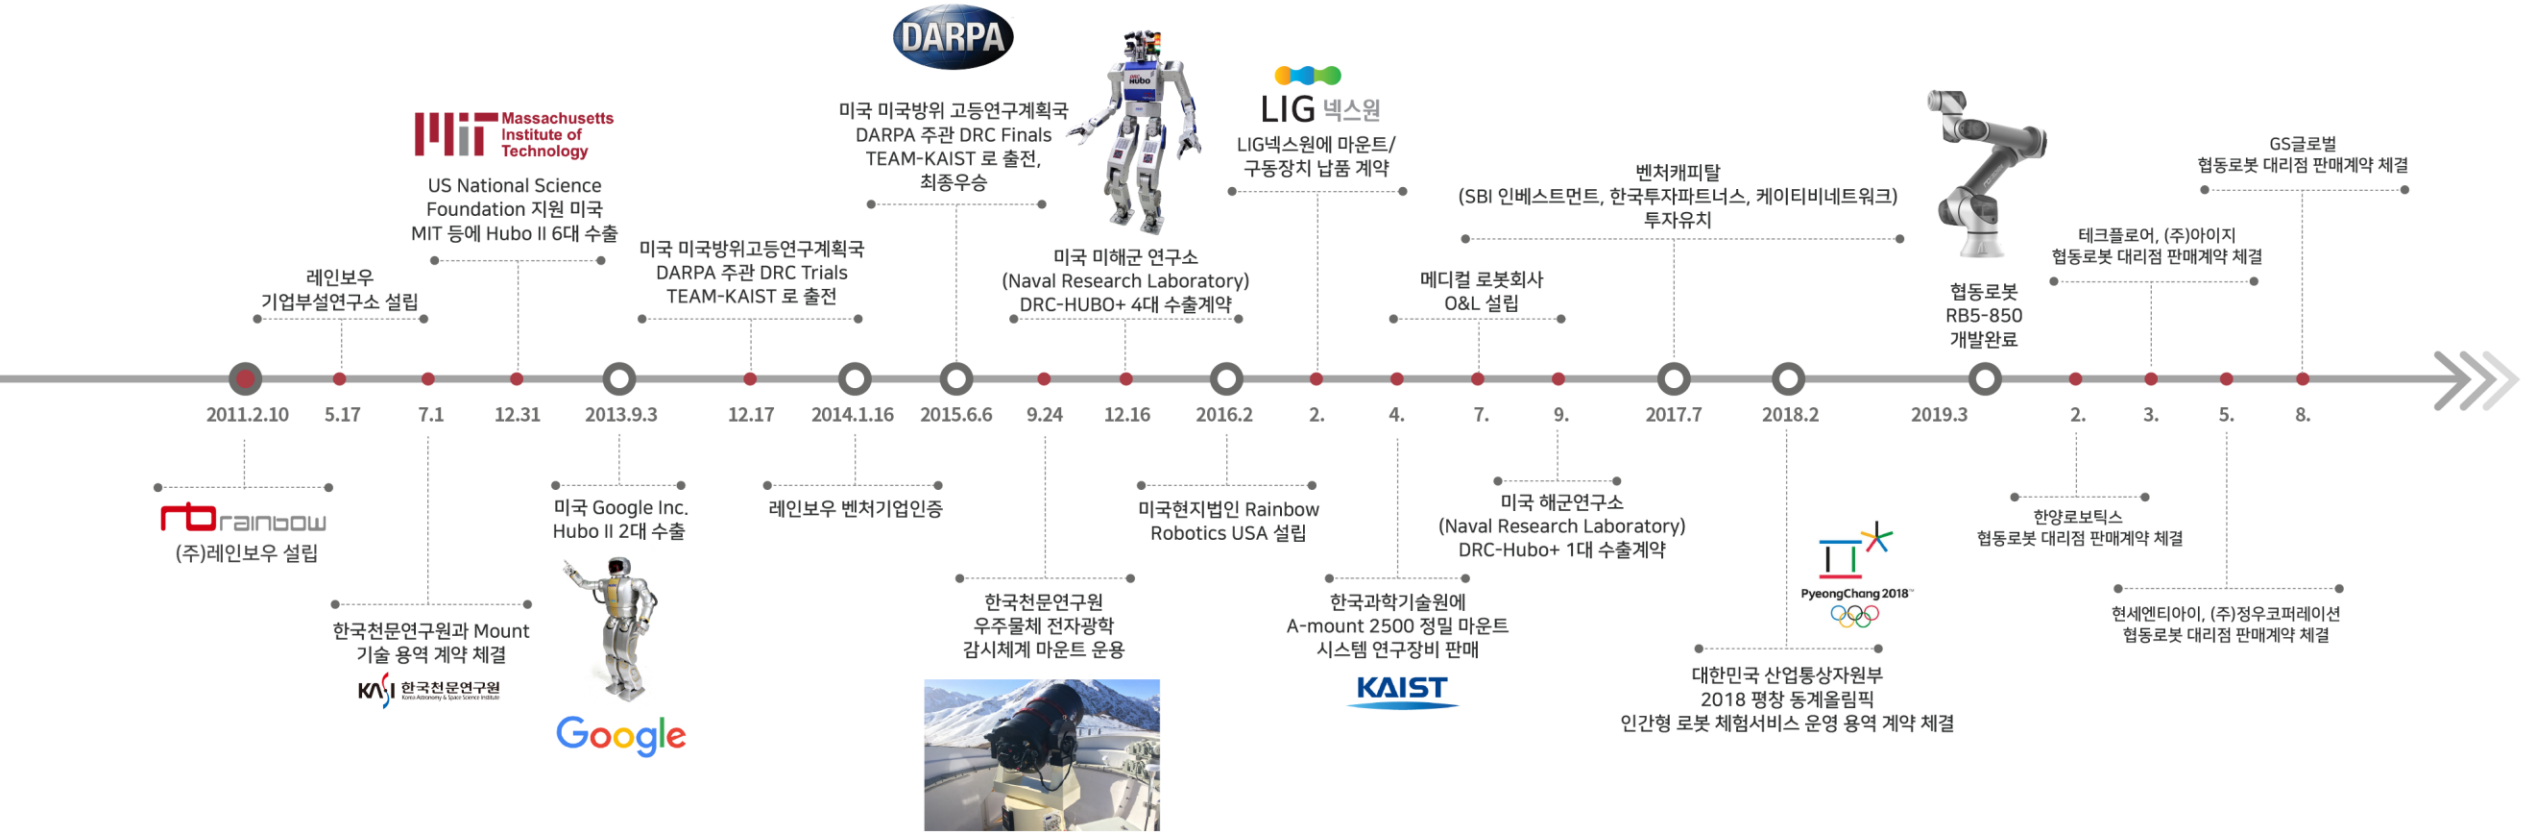 DARPA
미국 미국방위 고등연구계획국
DARPA 주관 DRC Finals
TEAM-KAIST 로 출전,
최종우승
Massachusetts
Institute of
Technology
US National Science
Foundation 지원 미국
MIT 등에 Hubo II 6대 수출
레인보우
기업부설연구소 설립
미국 미국방위고등연구계획국
DARPA 주관 DRC Trials
TEAM-KAIST 로 출전
HUBO
미국 미해군 연구소
(Naval Research Laboratory)
DRC-HUBO+ 4대 수출계약
LIG 넥스원
LIG넥스원에 마운트/
구동장치 납품 계약
메디컬 로봇회사
O&L 설립
벤처캐피탈
(SBI 인베스트먼트, 한국투자파트너스, 케이티비네트워크)
투자유치
협동로봇
RB5-850
개발완료
테크플로어, (주)아이지
협동로봇 대리점 판매계약 체결
GS글로벌
협동로봇 대리점 판매계약 체결
2011.2.10 5.17 7.1 12.31 2013.9.3 12.17 2014.1.16 2015.6.6 9.24 12.16 2016.2 2. 4. 7. 9. 2017.7 2018.2 2019.3 2. 3. 5. 8.
rb rainbow
(주)레인보우 설립
한국천문연구원과 Mount
기술 용역 계약 체결
KASI 한국천문연구원
Korea Astronomy & Space Science Institute
미국 Google Inc.
Hubo II 2대 수출
Google
레인보우 벤처기업인증
한국천문연구원
우주물체 전자광학
감시체계 마운트 운용
미국현지법인 Rainbow
Robotics USA 설립
한국과학기술원에
A-mount 2500 정밀 마운트
시스템 연구장비 판매
KAIST
미국 해군연구소
(Naval Research Laboratory)
DRC-Hubo+ 1대 수출계약
PyeongChang 2018™
대한민국 산업통상자원부
2018 평창 동계올림픽
인간형 로봇 체험서비스 운영 용역 계약 체결
한양로보틱스
협동로봇 대리점 판매계약 체결
현세엔티아이, (주)정우코퍼레이션
협동로봇 대리점 판매계약 체결